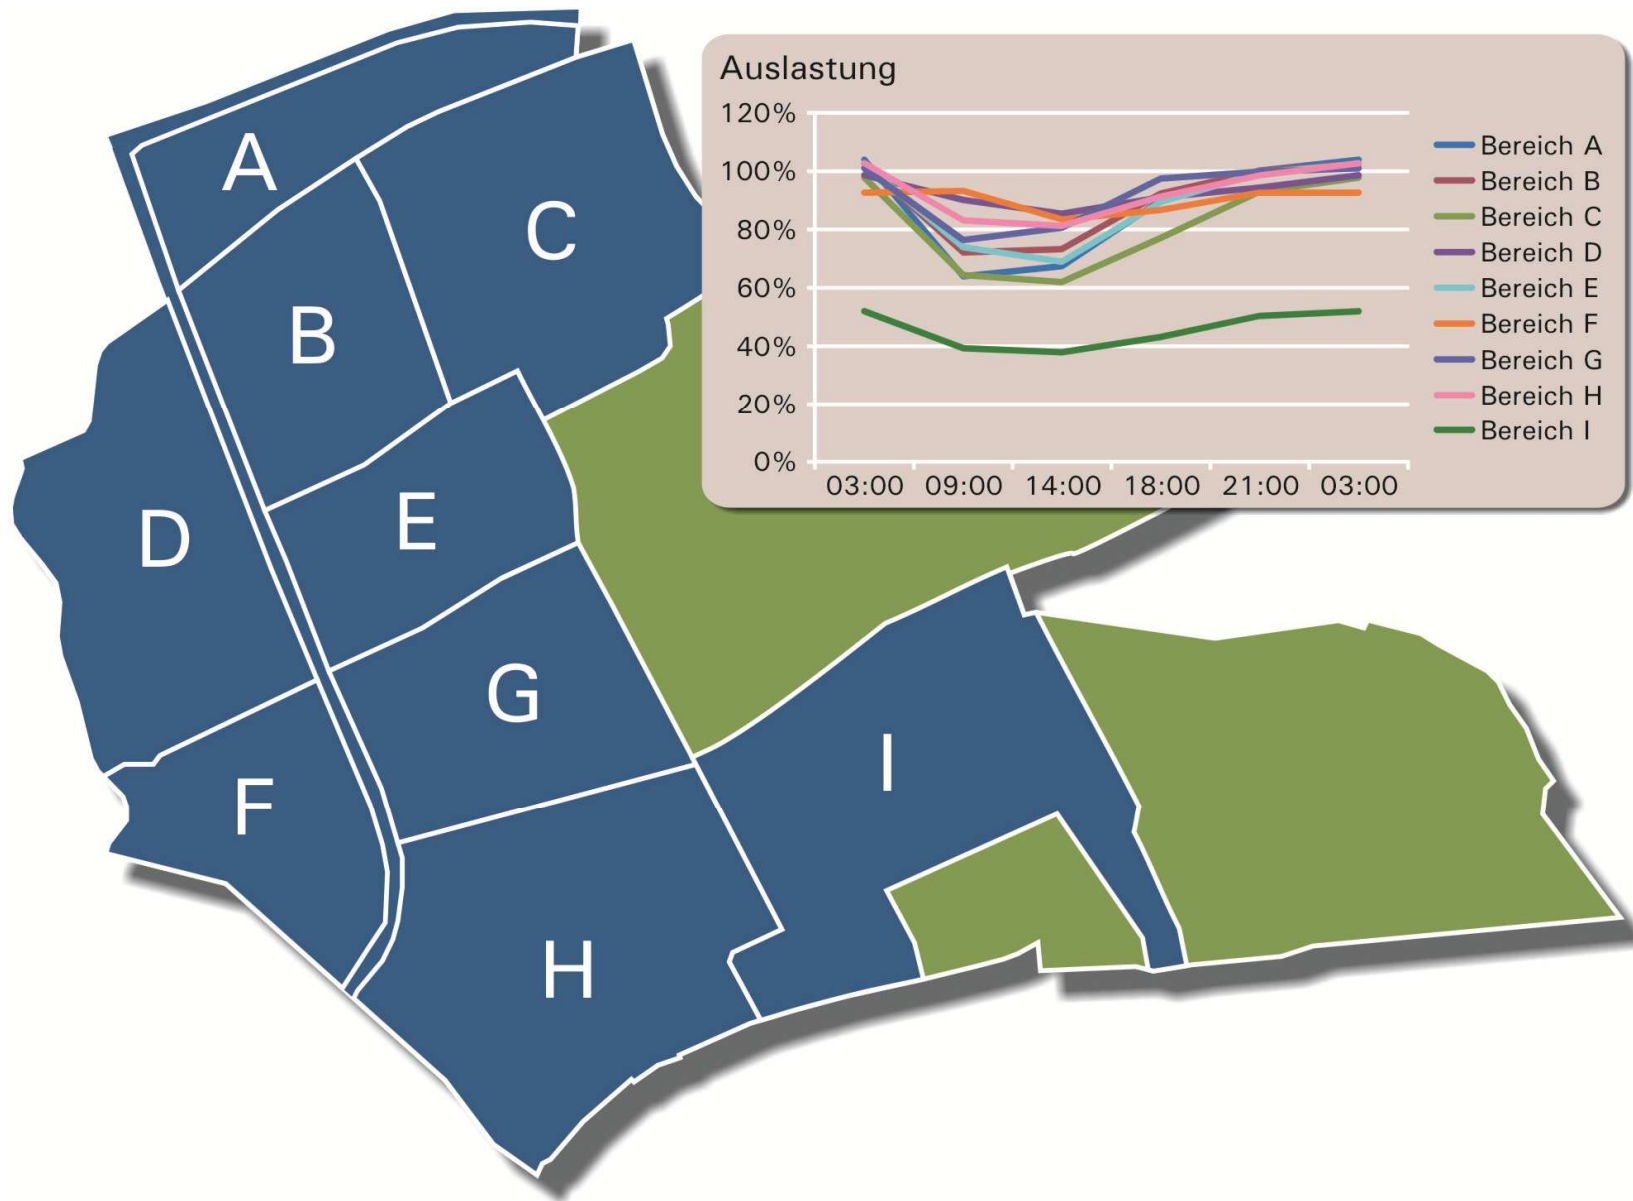 Auslastung
120%
100%
80%
60%
40%
20%
0%
03:00 09:00 14:00 18:00 21:00 03:00
Bereich A
Bereich B
Bereich C
Bereich D
Bereich E
Bereich F
Bereich G
Bereich H
Bereich I
A
C
B
E
D
G
I
F
H